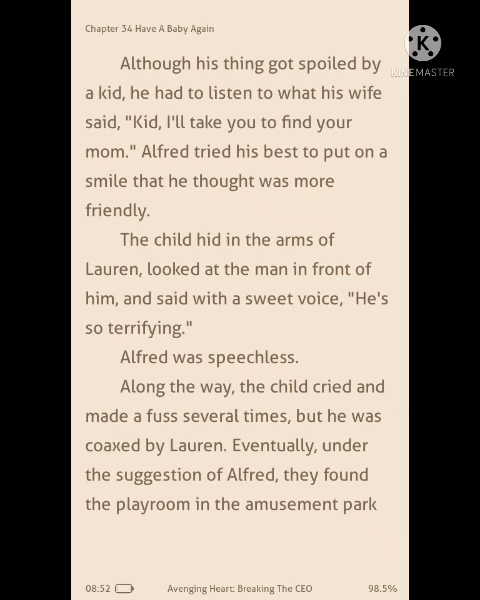 Chapter 34 Have A Baby Again
KINEMASTER
Although his thing got spoiled by
a kid, he had to listen to what his wife
said, "Kid, I'll take you to find your
mom." Alfred tried his best to put on a
smile that he thought was more
friendly.
The child hid in the arms of
Lauren, looked at the man in front of
him, and said with a sweet voice, "He's
so terrifying."
Alfred was speechless.
Along the way, the child cried and
made a fuss several times, but he was
coaxed by Lauren. Eventually, under
the suggestion of Alfred, they found
the playroom in the amusement park
08:52 Avenging Heart: Breaking The CEO 98.5%